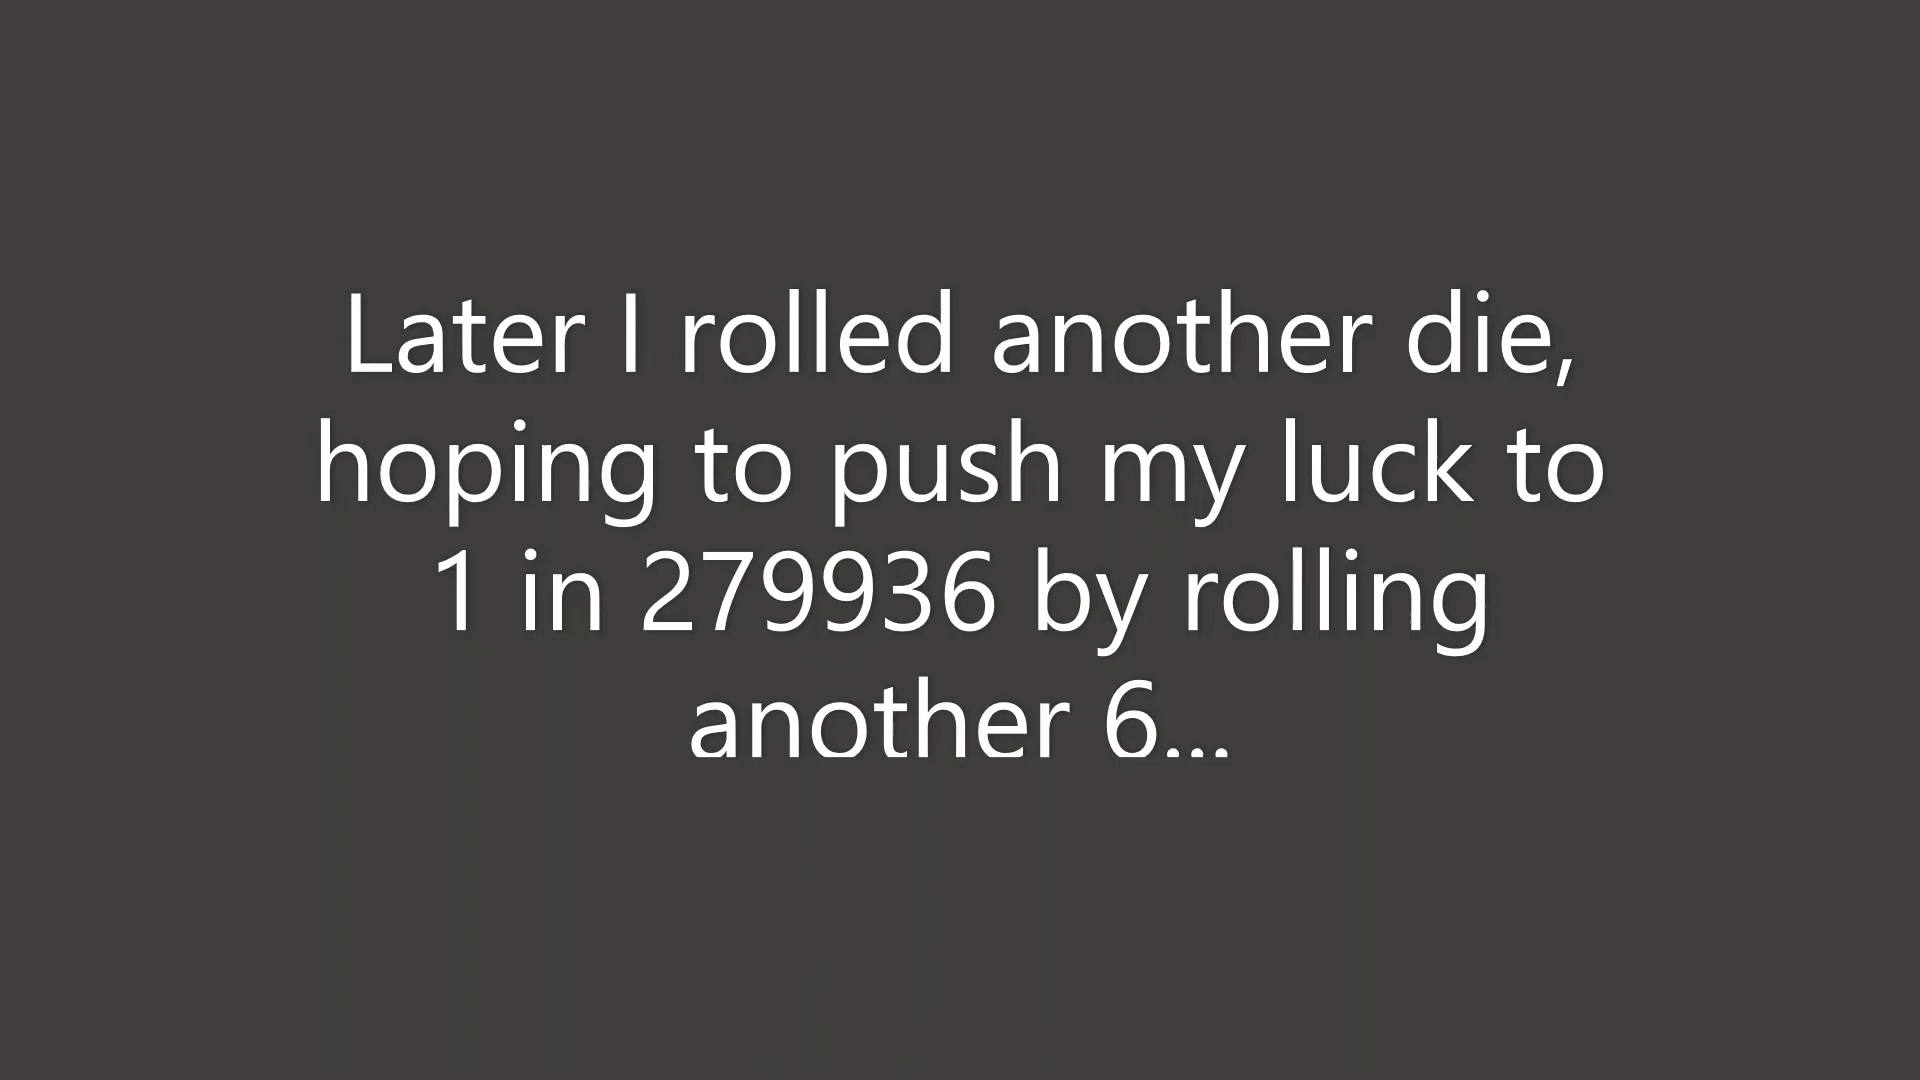 Later I rolled another die,
hoping to push my luck to
1 in 279936 by rolling
another 6...